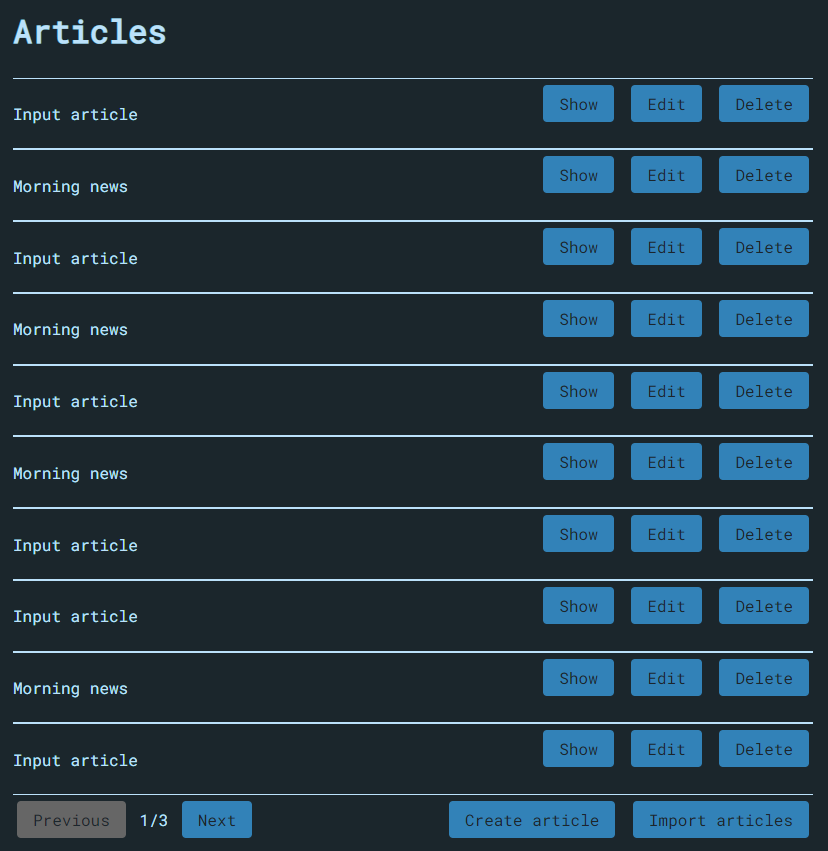 Articles
Input article Show Edit Delete
Morning news Show Edit Delete
Input article Show Edit Delete
Morning news Show Edit Delete
Input article Show Edit Delete
Morning news Show Edit Delete
Input article Show Edit Delete
Input article Show Edit Delete
Morning news Show Edit Delete
Input article Show Edit Delete
Previous 1/3 Next Create article Import articles